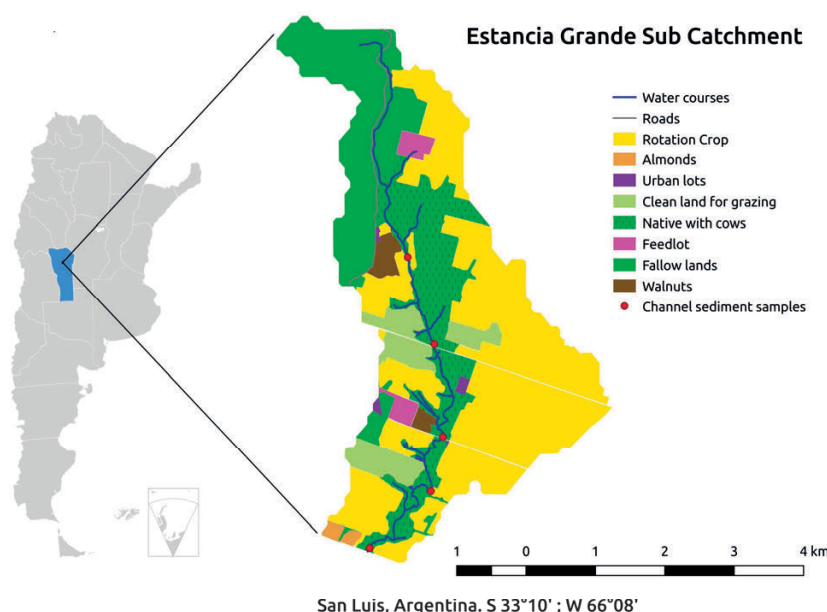 Estancia Grande Sub Catchment
Water courses
Roads
Rotation Crop
Almonds
Urban lots
Clean land for grazing
Native with cows
Feedlot
Fallow lands
Walnuts
Channel sediment samples
1 0 1 2 3 4 km
San Luis, Argentina. S 33°10' ; W 66°08'